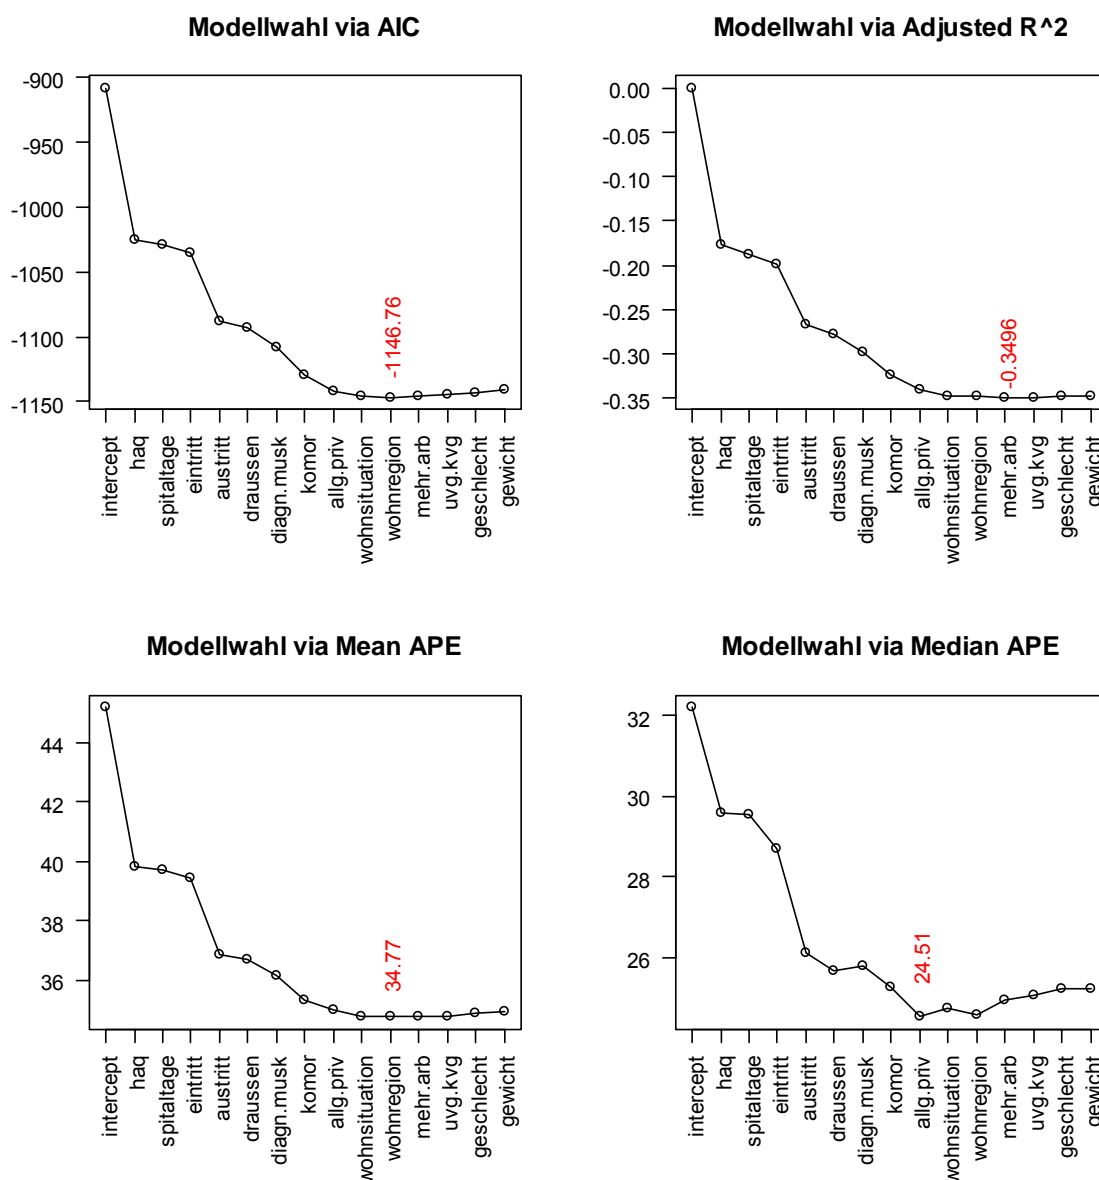 Modellwahl via AIC
-900
-950
-1000
-1050
-1100
-1150
-1146.76
intercept
haq
spitaltage
eintritt
austritt
draussen
diagn.musk
komor
allg.priv
wohnsituation
wohnregion
mehr.arb
uvg.kvg
geschlecht
gewicht
Modellwahl via Adjusted R^2
0.00
-0.05
-0.10
-0.15
-0.20
-0.25
-0.30
-0.35
-0.3496
intercept
haq
spitaltage
eintritt
austritt
draussen
diagn.musk
komor
allg.priv
wohnsituation
wohnregion
mehr.arb
uvg.kvg
geschlecht
gewicht
Modellwahl via Mean APE
44
42
40
38
36
34.77
intercept
haq
spitaltage
eintritt
austritt
draussen
diagn.musk
komor
allg.priv
wohnsituation
wohnregion
mehr.arb
uvg.kvg
geschlecht
gewicht
Modellwahl via Median APE
32
30
28
26
24.51
intercept
haq
spitaltage
eintritt
austritt
draussen
diagn.musk
komor
allg.priv
wohnsituation
wohnregion
mehr.arb
uvg.kvg
geschlecht
gewicht